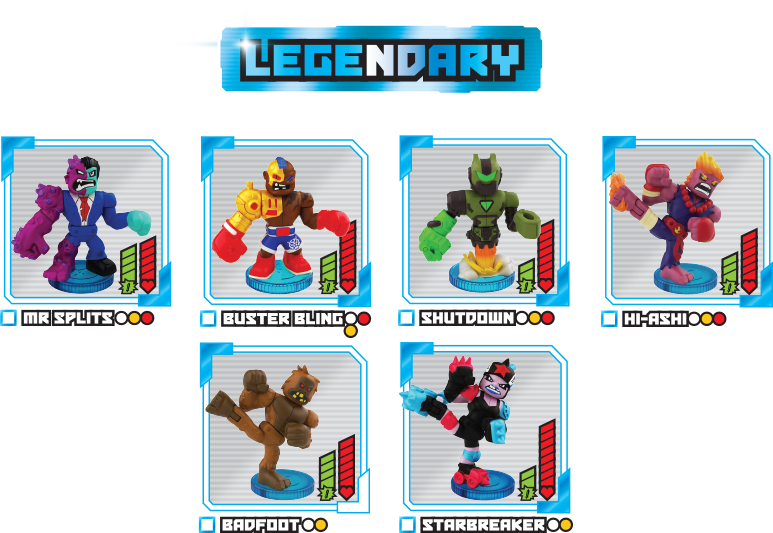 LEGENDARY
MR SPLITS
BUSTER BLING
SHUTDOWN
HI-ASHI
BADFOOT
STARBREAKER